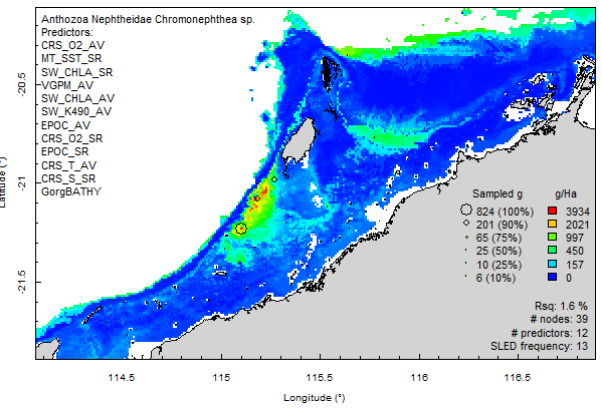 Anthozoa Nephtheidae Chromonephthea sp.
Predictors:
CRS_O2_AV
MT_SST_SR
SW_CHLA_SR
VGPM_AV
SW_CHLA_AV
SW_K490_AV
EPOC_AV
CRS_O2_SR
EPOC_SR
CRS_T_AV
CRS_S_SR
GorgBATHY
-20.5
-21
-21.5
Latitude (°)
Sampled g g/Ha
824 (100%) 3934
201 (90%) 2021
65 (75%) 997
25 (50%) 450
10 (25%) 157
6 (10%) 0
Rsq: 1.6 %
# nodes: 39
# predictors: 12
SLED frequency: 13
114.5 115 115.5 116 116.5
Longitude (°)